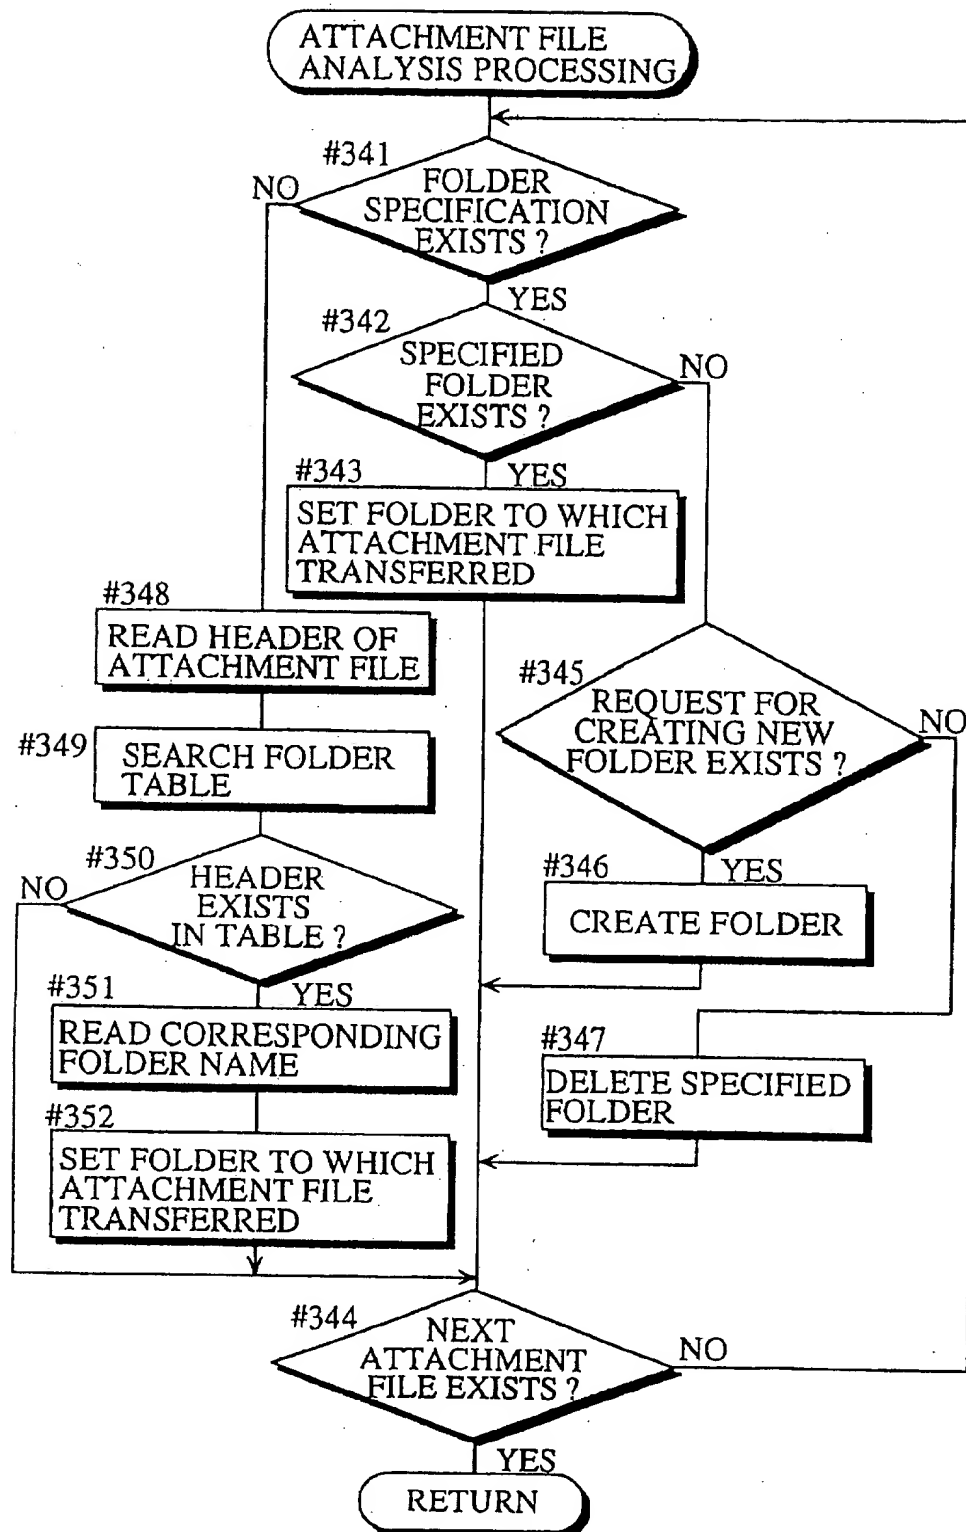 ATTACHMENT FILE
ANALYSIS PROCESSING
#341
NO
FOLDER
SPECIFICATION
EXISTS ?
YES
#342
SPECIFIED
FOLDER
EXISTS ?
NO
#343
YES
SET FOLDER TO WHICH
ATTACHMENT FILE
TRANSFERRED
#348
READ HEADER OF
ATTACHMENT FILE
#345
REQUEST FOR
CREATING NEW
FOLDER EXISTS ?
NO
#349
SEARCH FOLDER
TABLE
#350
NO
HEADER
EXISTS
IN TABLE ?
#346
YES
CREATE FOLDER
#351
YES
READ CORRESPONDING
FOLDER NAME
#347
DELETE SPECIFIED
FOLDER
#352
SET FOLDER TO WHICH
ATTACHMENT FILE
TRANSFERRED
#344
NEXT
ATTACHMENT
FILE EXISTS ?
NO
YES
RETURN